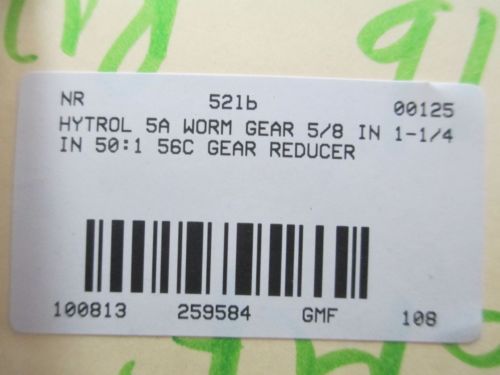 NR 52lb 00125
HYTROL 5A WORM GEAR 5/8 IN 1-1/4
IN 50:1 56C GEAR REDUCER
100813 259584 GMF 108